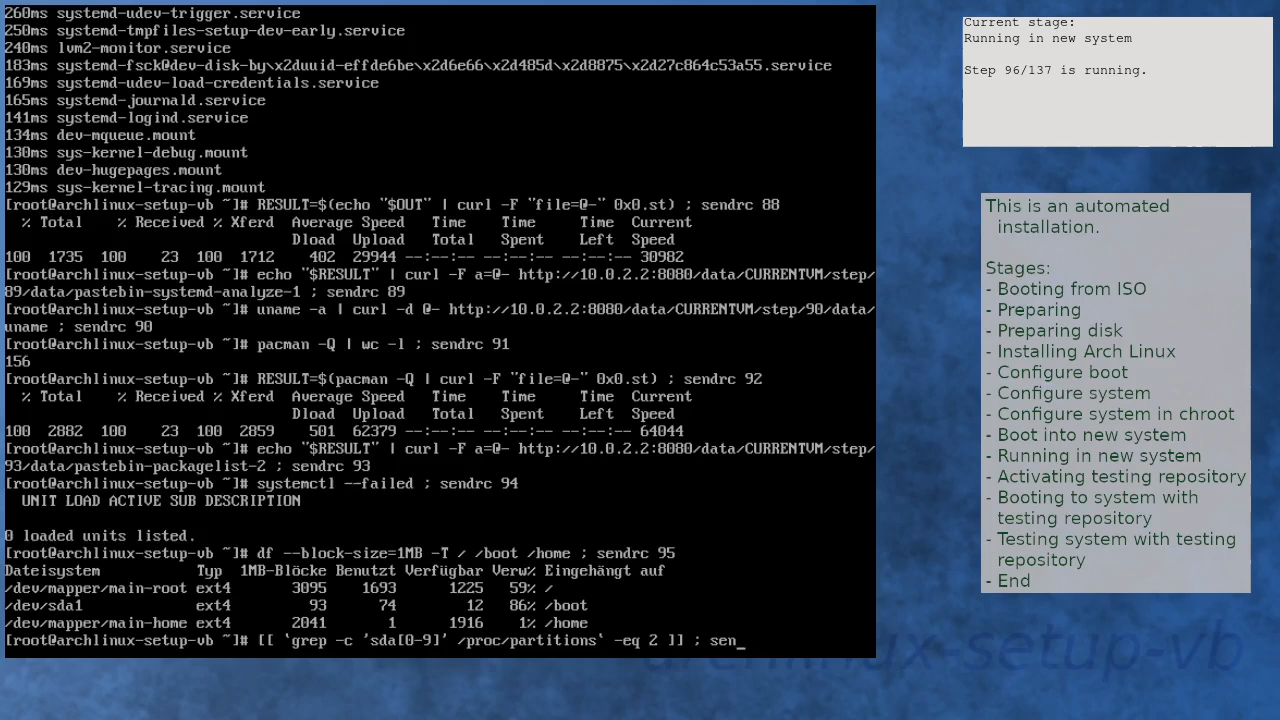 260ms systemd-udev-trigger.service
250ms systemd-tmpfiles-setup-dev-early.service
240ms lvm2-monitor.service
183ms systemd-fsck@dev-disk-by\x2duuid-effde6be\x2d6e66\x2d485d\x2d8875\x2d27c864c53a55.service
169ms systemd-udev-load-credentials.service
165ms systemd-journald.service
141ms systemd-logind.service
134ms dev-mqueue.mount
130ms sys-kernel-debug.mount
130ms dev-hugepages.mount
129ms sys-kernel-tracing.mount
[root@archlinux-setup-vb ~]# RESULT=$(echo "$OUT" | curl -F "file=@-" 0x0.st) ; sendrc 88
% Total % Received % Xferd Average Speed Time Time Time Current
Dload Upload Total Spent Left Speed
100 1735 100 23 100 1712 402 29944 --:--:-- --:--:-- --:--:-- 30982
[root@archlinux-setup-vb ~]# echo "$RESULT" | curl -F a=@- http://10.0.2.2:8080/data/CURRENTVM/step/
89/data/pastebin-systemd-analyze-1 ; sendrc 89
[root@archlinux-setup-vb ~]# uname -a | curl -d @- http://10.0.2.2:8080/data/CURRENTVM/step/90/data/
uname ; sendrc 90
[root@archlinux-setup-vb ~]# pacman -Q | wc -l ; sendrc 91
156
[root@archlinux-setup-vb ~]# RESULT=$(pacman -Q | curl -F "file=@-" 0x0.st) ; sendrc 92
% Total % Received % Xferd Average Speed Time Time Time Current
Dload Upload Total Spent Left Speed
100 2882 100 23 100 2859 501 62379 --:--:-- --:--:-- --:--:-- 64044
[root@archlinux-setup-vb ~]# echo "$RESULT" | curl -F a=@- http://10.0.2.2:8080/data/CURRENTVM/step/
93/data/pastebin-packagelist-2 ; sendrc 93
[root@archlinux-setup-vb ~]# systemctl --failed ; sendrc 94
UNIT LOAD ACTIVE SUB DESCRIPTION
0 loaded units listed.
[root@archlinux-setup-vb ~]# df --block-size=1MB -T / /boot /home ; sendrc 95
Dateisystem Typ 1MB-Blöcke Benutzt Verfügbar Verw% Eingehängt auf
/dev/mapper/main-root ext4 3095 1693 1225 59% /
/dev/sda1 ext4 93 74 12 86% /boot
/dev/mapper/main-home ext4 2041 1 1916 1% /home
[root@archlinux-setup-vb ~]# [[ `grep -c 'sda[0-9]' /proc/partitions` -eq 2 ]] ; sen_
Current stage:
Running in new system
Step 96/137 is running.
This is an automated
installation.
Stages:
- Booting from ISO
- Preparing
- Preparing disk
- Installing Arch Linux
- Configure boot
- Configure system
- Configure system in chroot
- Boot into new system
- Running in new system
- Activating testing repository
- Booting to system with
testing repository
- Testing system with testing
repository
- End
archlinux-setup-vb